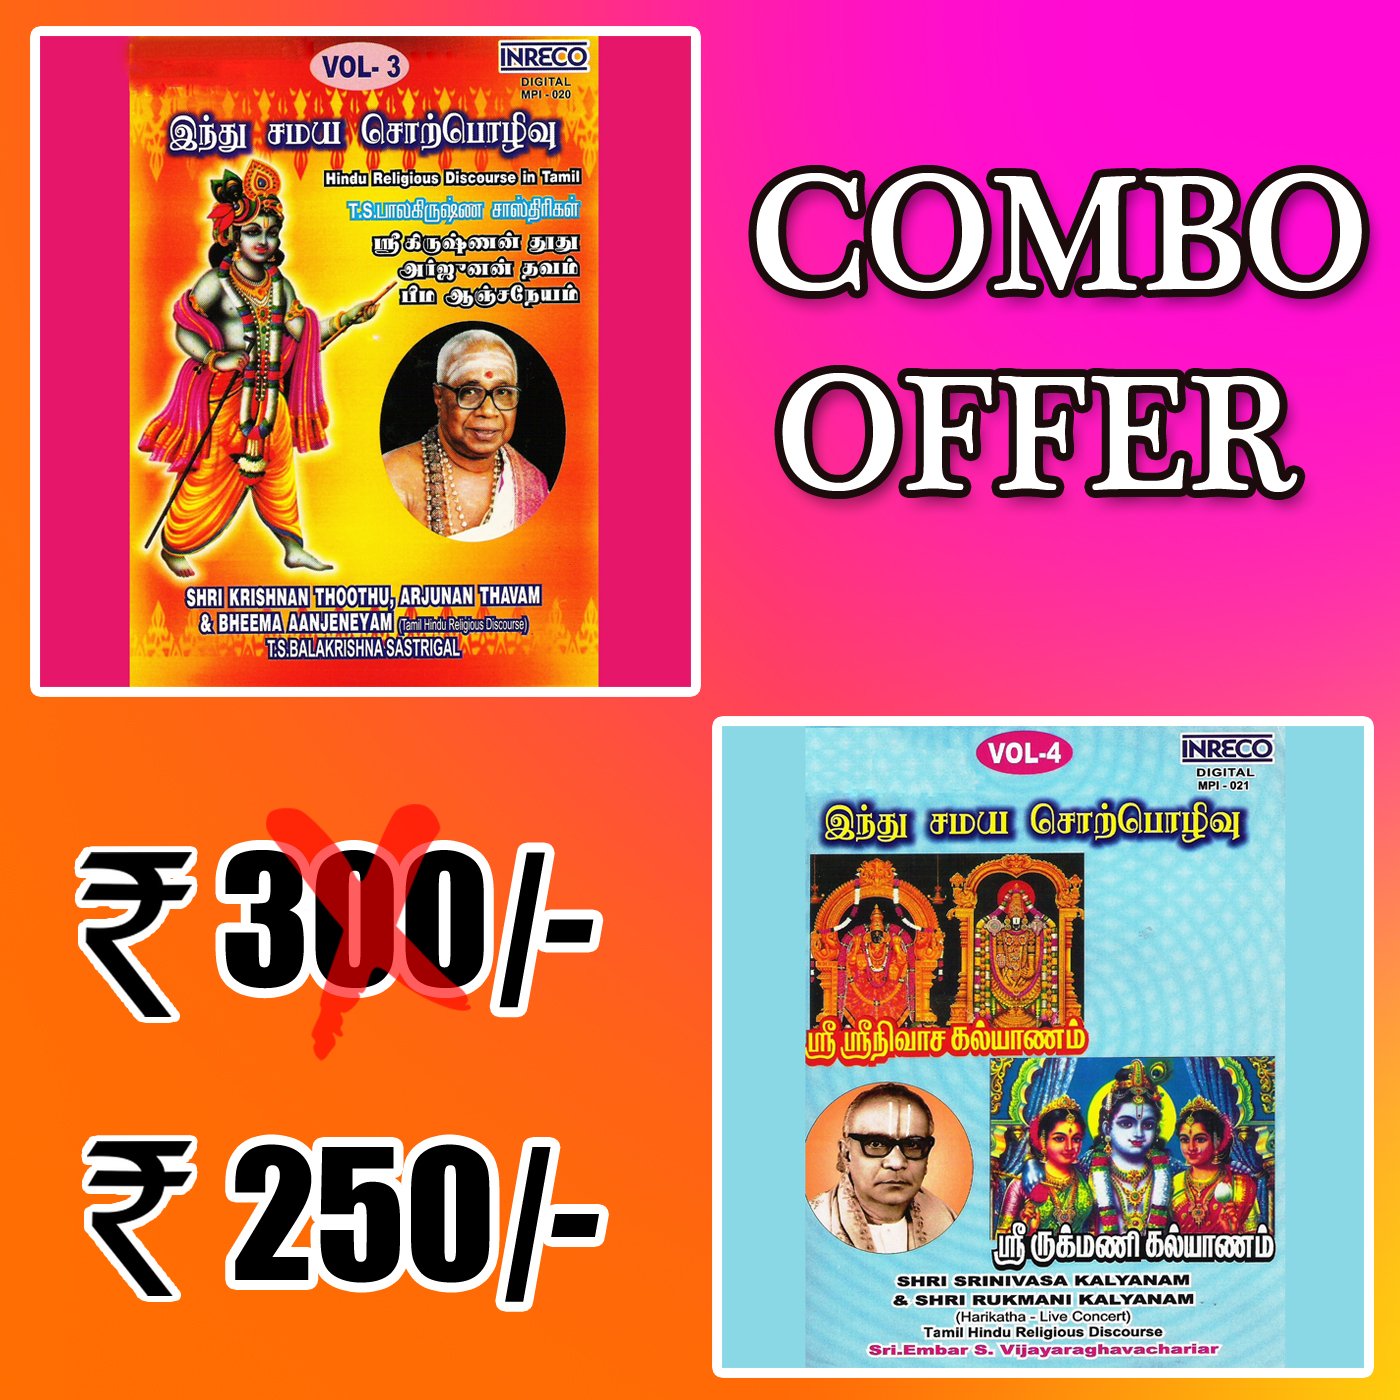 VOL- 3
INRECO
DIGITAL
MPI - 020
இந்து சமய சொற்பொழிவு
Hindu Religious Discourse in Tamil
T.S.பாலகிருஷ்ண சாஸ்திரிகள்
ஸ்ரீகிருஷ்ணன் தூது
அர்ஜுனன் தவம்
பீம ஆஞ்சநேயம்
SHRI KRISHNAN THOOTHU, ARJUNAN THAVAM
& BHEEMA AANJENEYAM (Tamil Hindu Religious Discourse)
T.S.BALAKRISHNA SASTRIGAL
COMBO
OFFER
₹ 300/-
₹ 250/-
VOL-4
INRECO
DIGITAL
MPI - 021
இந்து சமய சொற்பொழிவு
ஸ்ரீ ஸ்ரீநிவாச கல்யாணம்
ஸ்ரீ ருக்மணி கல்யாணம்
SHRI SRINIVASA KALYANAM
& SHRI RUKMANI KALYANAM
(Harikatha - Live Concert)
Tamil Hindu Religious Discourse
Sri.Embar S. Vijayaraghavachariar